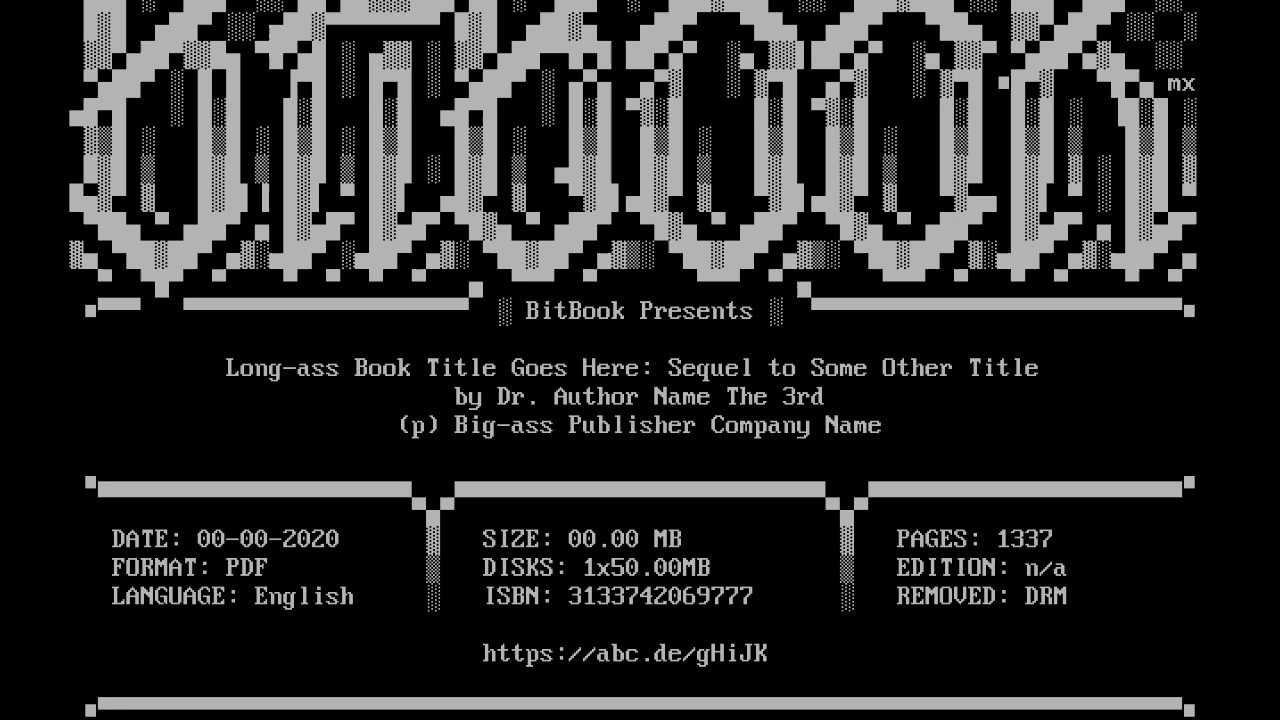 mx
BitBook Presents
Long-ass Book Title Goes Here: Sequel to Some Other Title
by Dr. Author Name The 3rd
(p) Big-ass Publisher Company Name
DATE: 00-00-2020 SIZE: 00.00 MB PAGES: 1337
FORMAT: PDF DISKS: 1x50.00MB EDITION: n/a
LANGUAGE: English ISBN: 3133742069777 REMOVED: DRM
https://abc.de/gHiJK